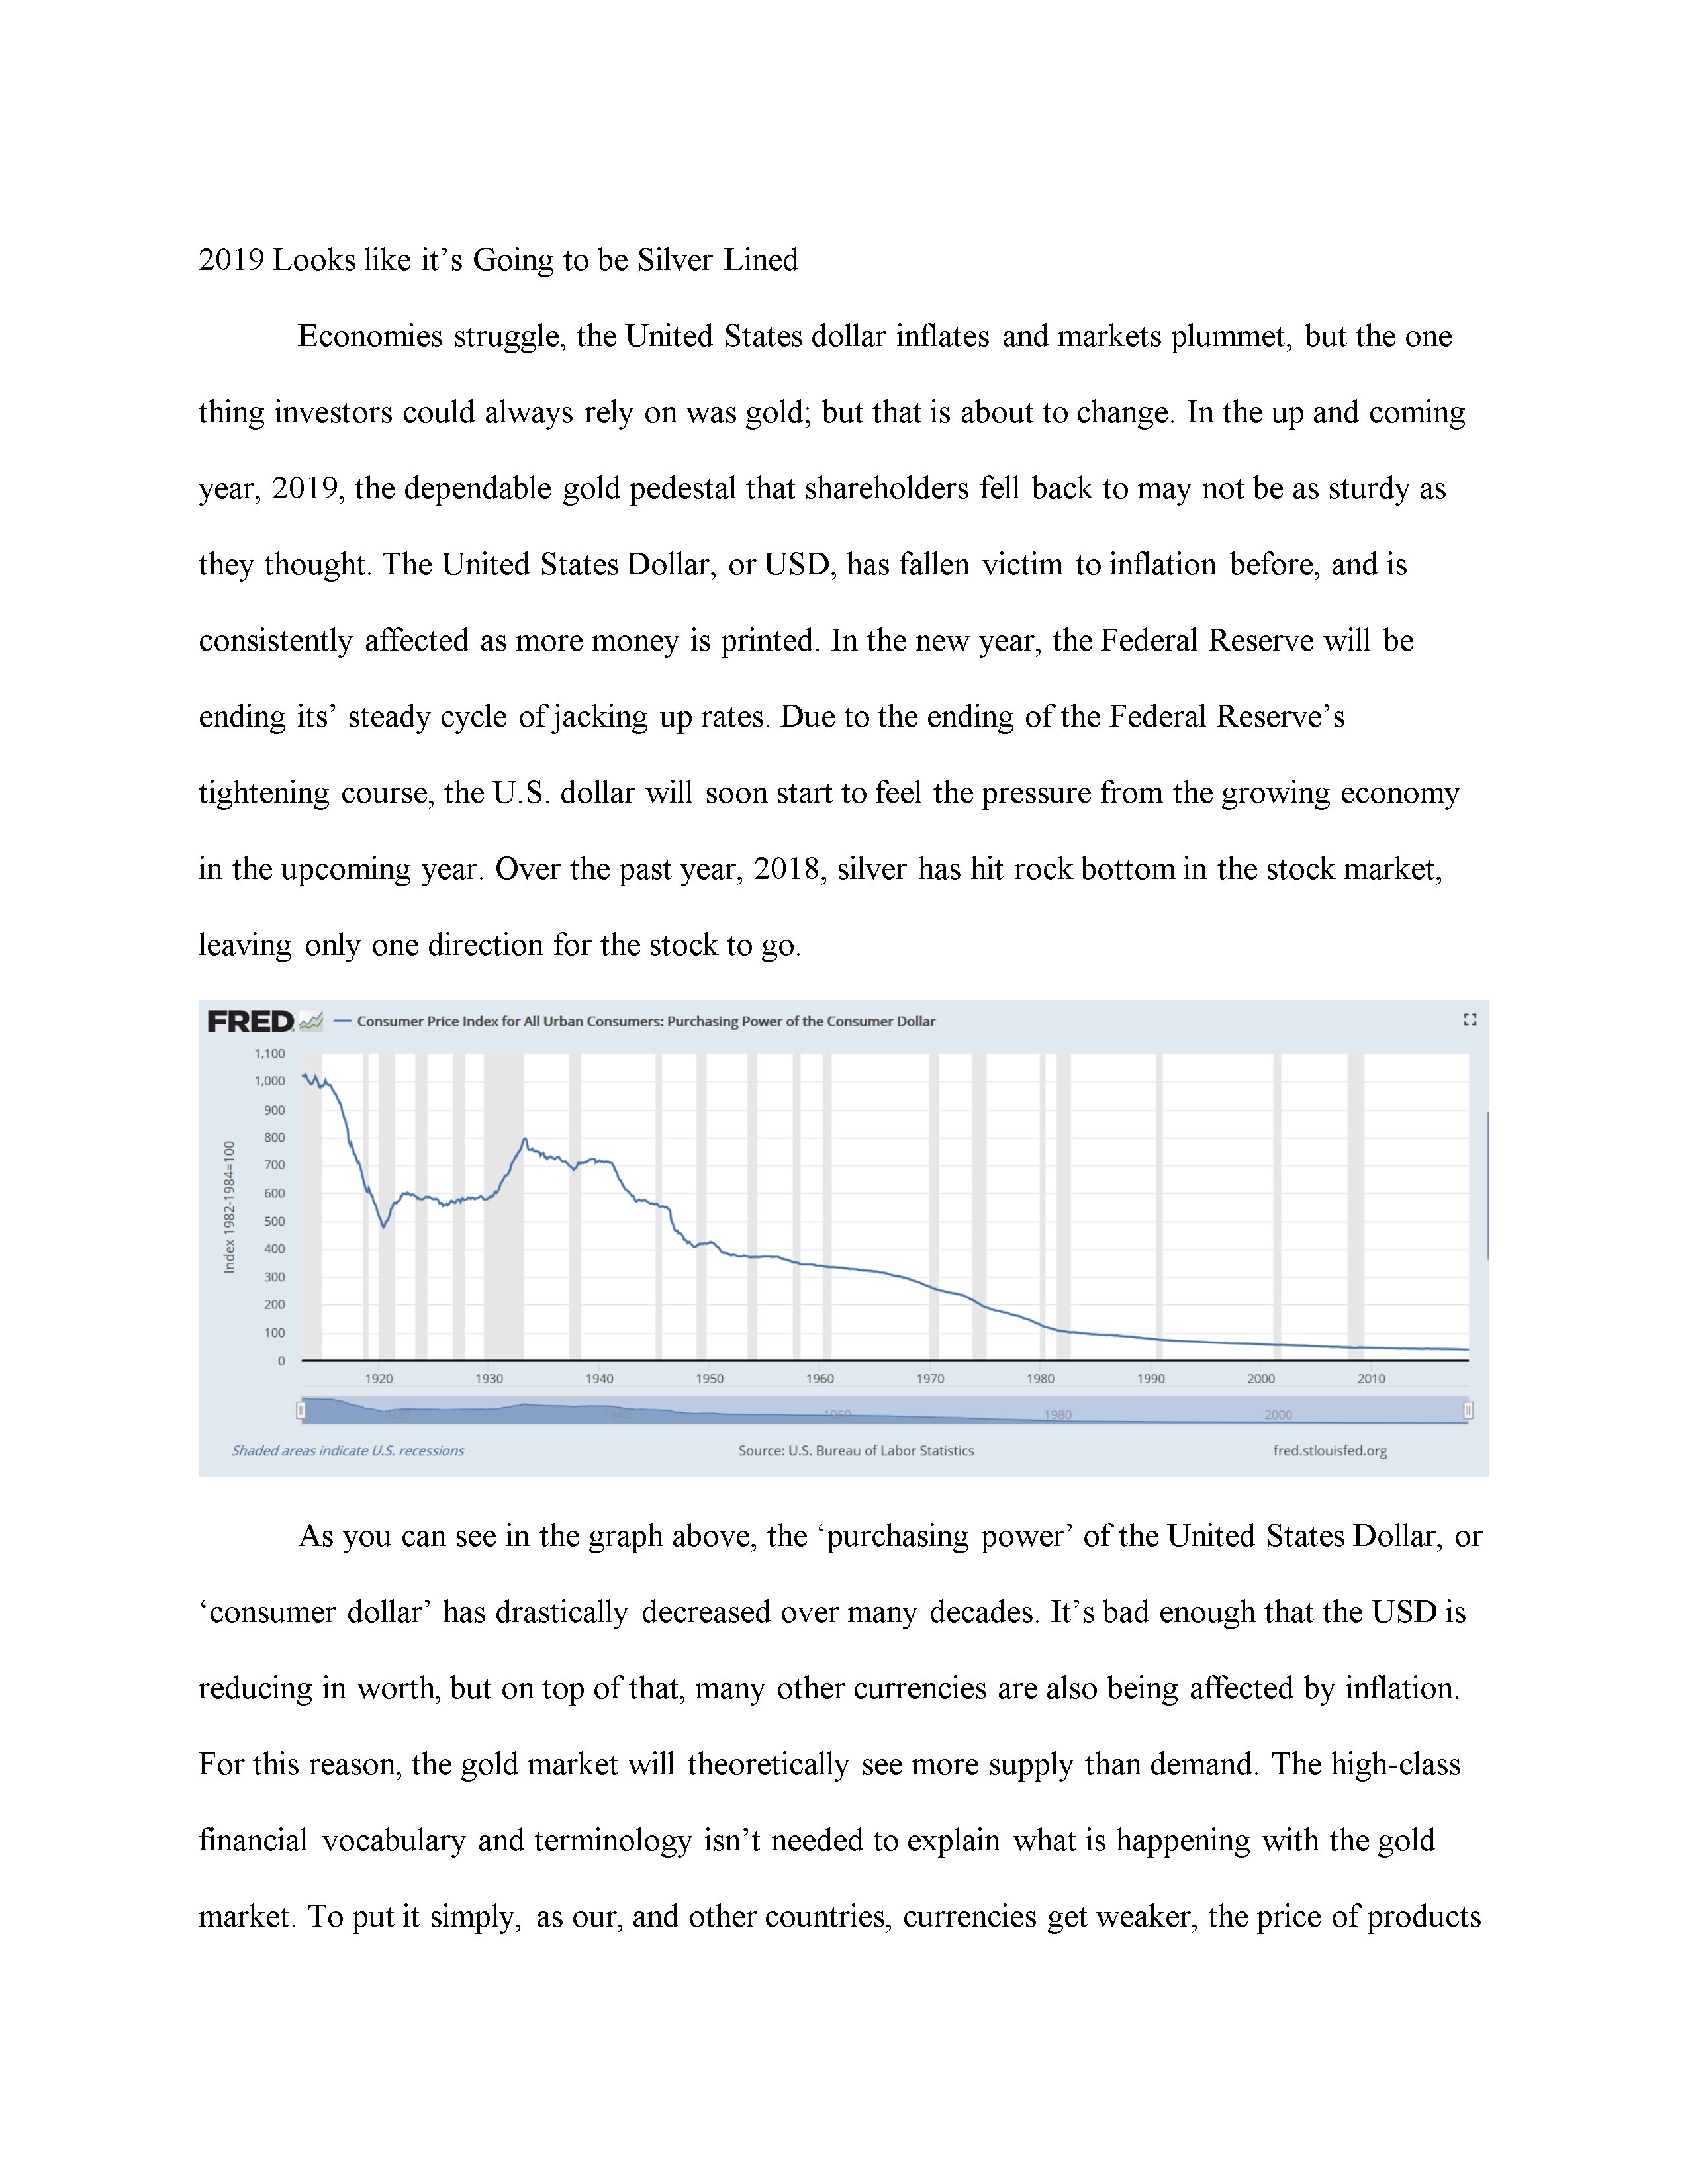 2019 Looks like it’s Going to be Silver Lined
Economies struggle, the United States dollar inflates and markets plummet, but the one
thing investors could always rely on was gold; but that is about to change. In the up and coming
year, 2019, the dependable gold pedestal that shareholders fell back to may not be as sturdy as
they thought. The United States Dollar, or USD, has fallen victim to inflation before, and is
consistently affected as more money is printed. In the new year, the Federal Reserve will be
ending its’ steady cycle of jacking up rates. Due to the ending of the Federal Reserve’s
tightening course, the U.S. dollar will soon start to feel the pressure from the growing economy
in the upcoming year. Over the past year, 2018, silver has hit rock bottom in the stock market,
leaving only one direction for the stock to go.
FRED Consumer Price Index for All Urban Consumers: Purchasing Power of the Consumer Dollar
Index 1982-1984=100
1,100
1,000
900
800
700
600
500
400
300
200
100
0
1920 1930 1940 1950 1960 1970 1980 1990 2000 2010
1920 1940 1960 1980 2000
Shaded areas indicate U.S. recessions Source: U.S. Bureau of Labor Statistics fred.stlouisfed.org
As you can see in the graph above, the ‘purchasing power’ of the United States Dollar, or
‘consumer dollar’ has drastically decreased over many decades. It’s bad enough that the USD is
reducing in worth, but on top of that, many other currencies are also being affected by inflation.
For this reason, the gold market will theoretically see more supply than demand. The high-class
financial vocabulary and terminology isn’t needed to explain what is happening with the gold
market. To put it simply, as our, and other countries, currencies get weaker, the price of products